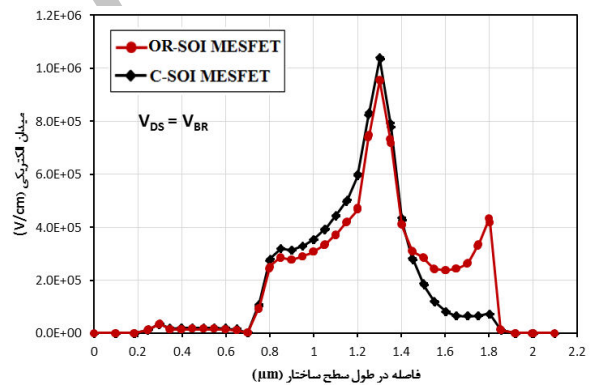 1.2E+06
1.0E+06
8.0E+05
6.0E+05
4.0E+05
2.0E+05
0.0E+00
میدان الکتریکی (V/cm)
OR-SOI MESFET
C-SOI MESFET
V_DS = V_BR
0 0.2 0.4 0.6 0.8 1 1.2 1.4 1.6 1.8 2 2.2
فاصله در طول سطح ساختار (µm)